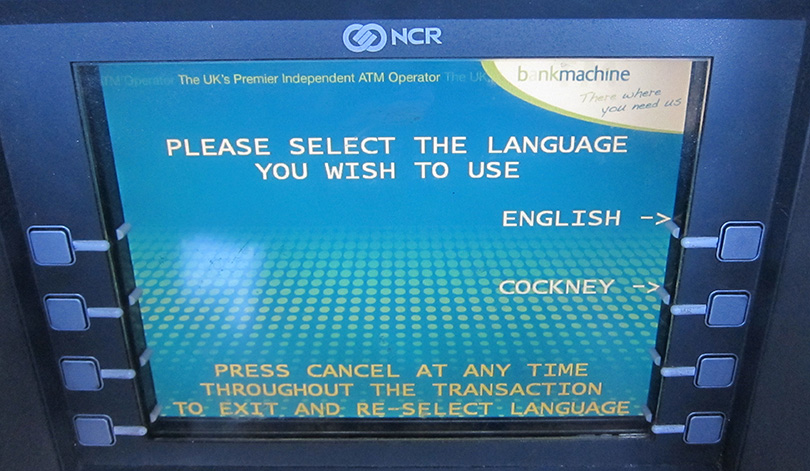 NCR
ATM Operator The UK's Premier Independent ATM Operator The UK
bankmachine
There where
you need us
PLEASE SELECT THE LANGUAGE
YOU WISH TO USE
ENGLISH ->
COCKNEY ->
PRESS CANCEL AT ANY TIME
THROUGHOUT THE TRANSACTION
TO EXIT AND RE-SELECT LANGUAGE